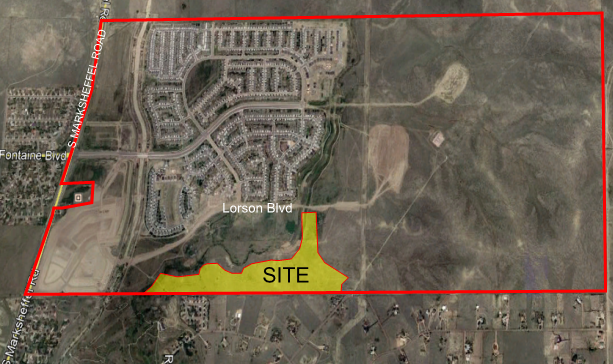 S MARKSHEFFEL ROAD
Fontaine Blvd
Lorson Blvd
SITE
S Marksheffel Rd